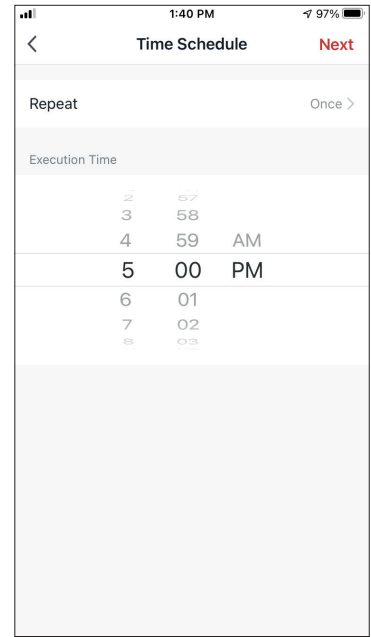 1:40 PM 97%
Time Schedule Next
Repeat Once
Execution Time
2 57
3 58
4 59 AM
5 00 PM
6 01
7 02
8 03